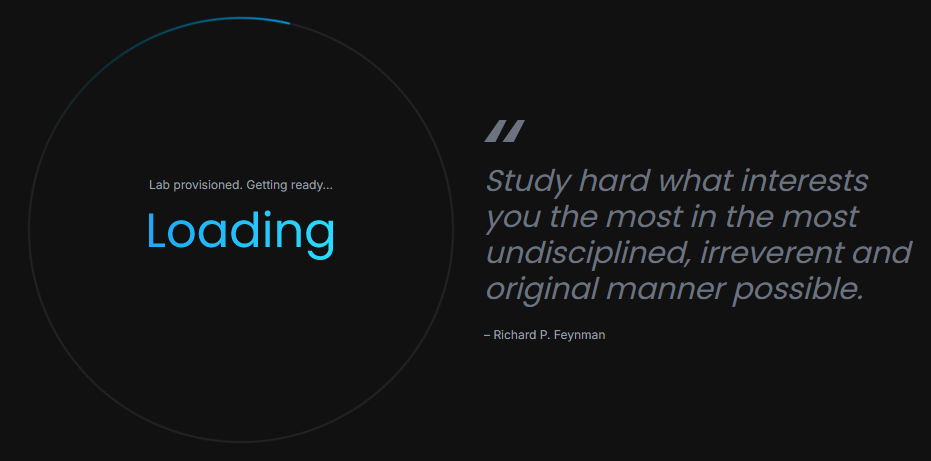 Lab provisioned. Getting ready...
Loading
Study hard what interests
you the most in the most
undisciplined, irreverent and
original manner possible.
– Richard P. Feynman